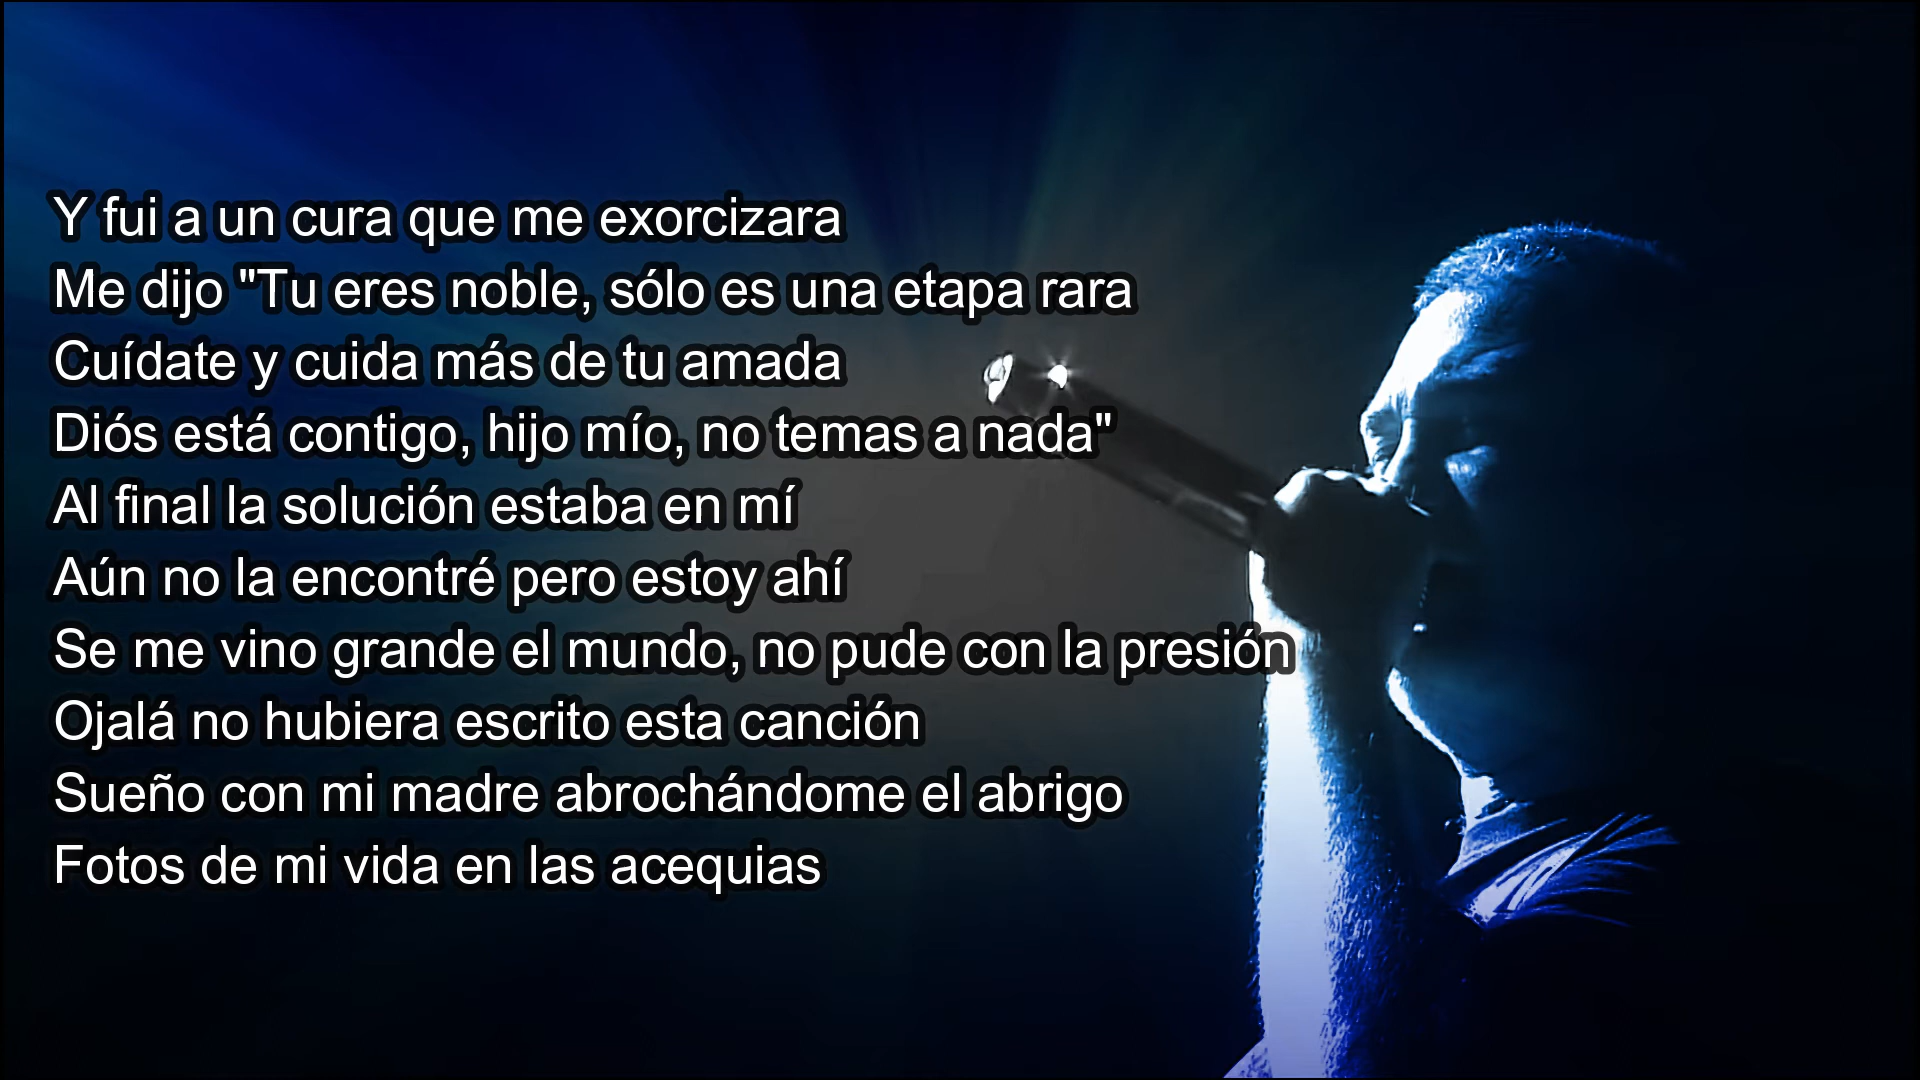 Y fui a un cura que me exorcizara
Me dijo "Tu eres noble, sólo es una etapa rara
Cuídate y cuida más de tu amada
Diós está contigo, hijo mío, no temas a nada"
Al final la solución estaba en mí
Aún no la encontré pero estoy ahí
Se me vino grande el mundo, no pude con la presión
Ojalá no hubiera escrito esta canción
Sueño con mi madre abrochándome el abrigo
Fotos de mi vida en las acequias